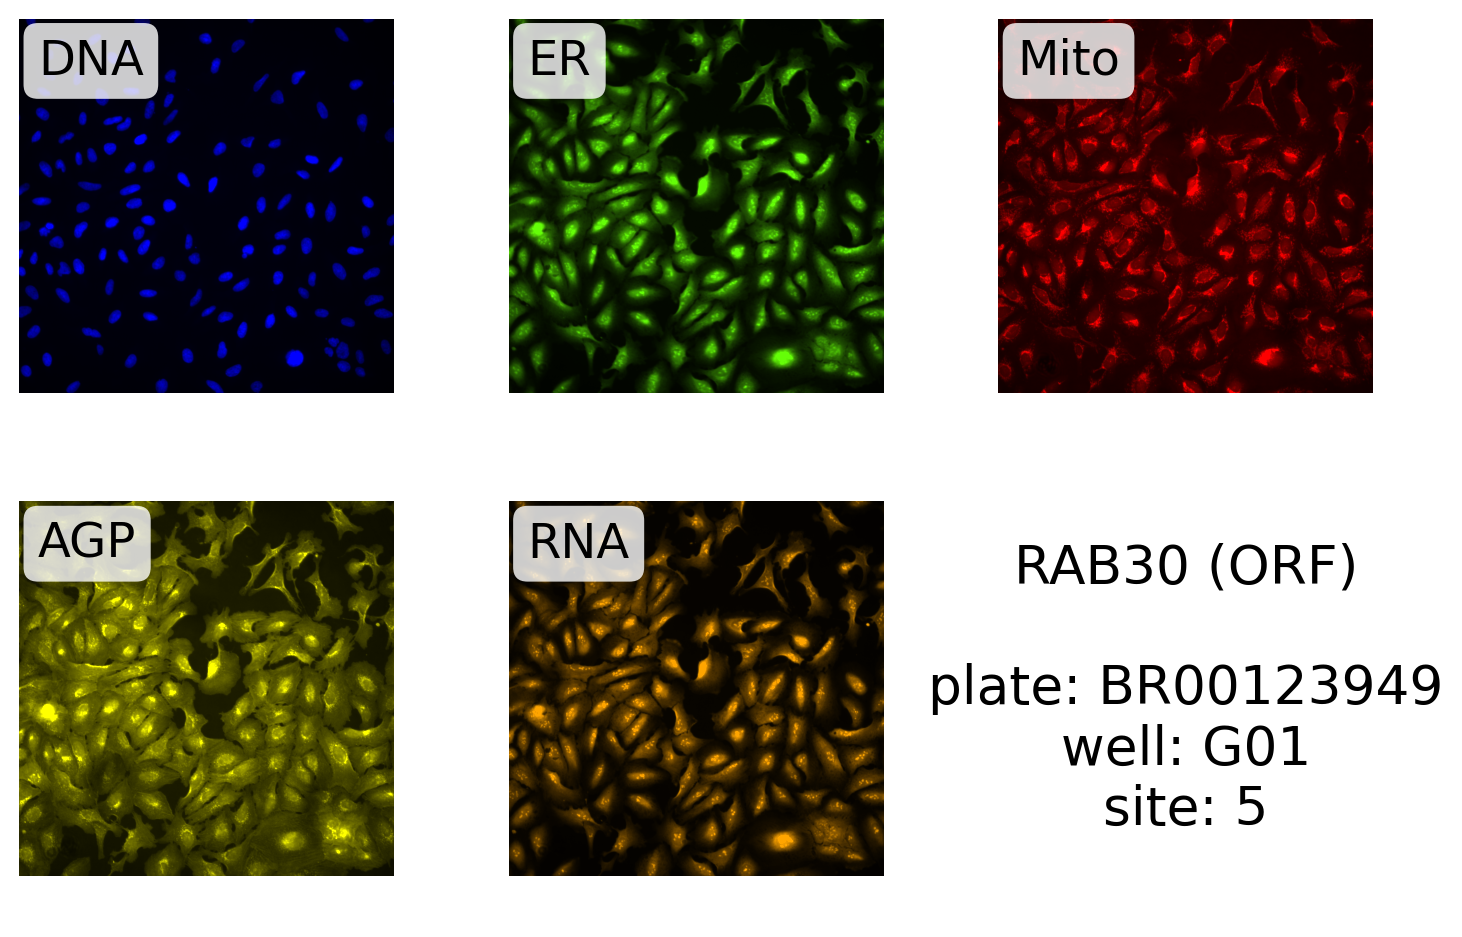 DNA
ER
Mito
AGP
RNA
RAB30 (ORF)
plate: BR00123949
well: G01
site: 5